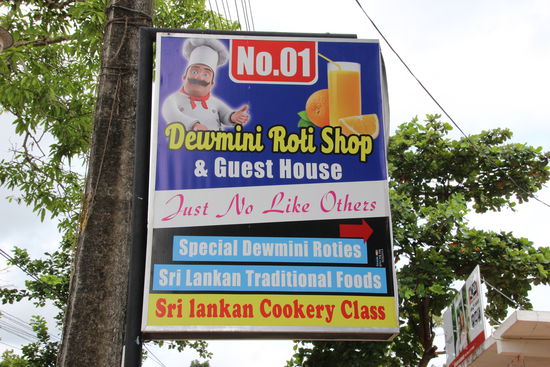 No.01
Dewmini Roti Shop
& Guest House
Just No Like Others
Special Dewmini Roties
Sri Lankan Traditional Foods
Sri lankan Cookery Class